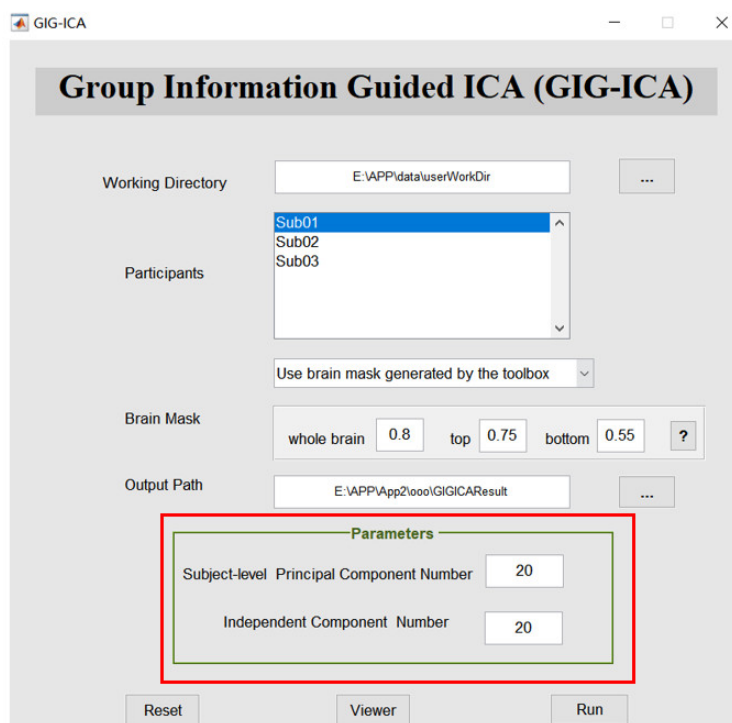 GIG-ICA
Group Information Guided ICA (GIG-ICA)
Working Directory
E:\APP\data\userWorkDir
...
Participants
Sub01
Sub02
Sub03
Use brain mask generated by the toolbox
Brain Mask
whole brain 0.8 top 0.75 bottom 0.55 ?
Output Path
E:\APP\App2\ooo\GIGICAResult
...
Parameters
Subject-level Principal Component Number 20
Independent Component Number 20
Reset Viewer Run